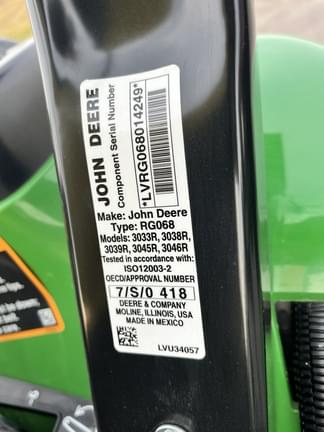 JOHN DEERE
Component Serial Number
*LVRG068014249*
Make: John Deere
Type: RG068
Models: 3033R, 3038R,
3039R, 3045R, 3046R
Tested in accordance with:
ISO12003-2
OECD/APPROVAL NUMBER
7/S/0 418
DEERE & COMPANY
MOLINE, ILLINOIS, USA
MADE IN MEXICO
LVU34057